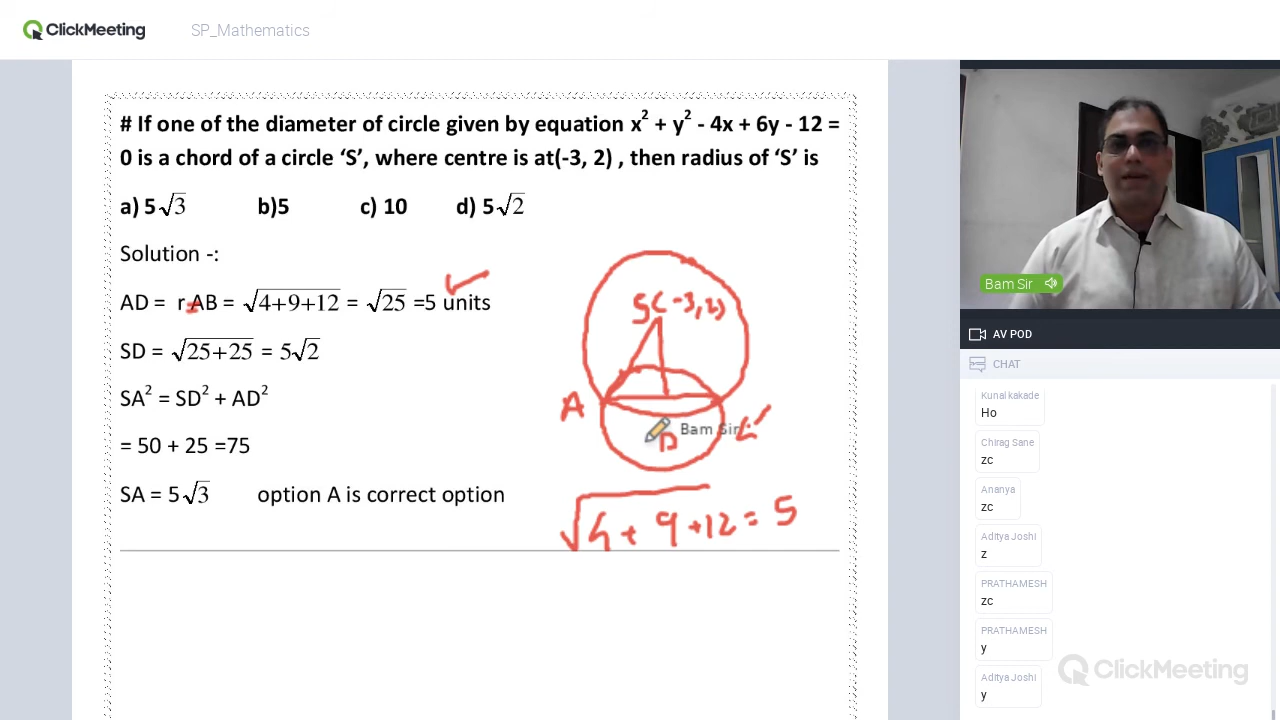 ClickMeeting
SP_Mathematics
# If one of the diameter of circle given by equation x² + y² - 4x + 6y - 12 =
0 is a chord of a circle ‘S’, where centre is at(-3, 2) , then radius of ‘S’ is
a) 5√3 b)5 c) 10 d) 5√2
Solution -:
AD = r = AB = √4+9+12 = √25 =5 units
SD = √25+25 = 5√2
SA² = SD² + AD²
= 50 + 25 =75
SA = 5√3 option A is correct option
S(-3,2)
A
D
Bam Sir
√4 + 9 +12 = 5
Bam Sir
AV POD
CHAT
Kunal kakade
Ho
Chirag Sane
zc
Ananya
zc
Aditya Joshi
z
PRATHAMESH
zc
PRATHAMESH
y
Aditya Joshi
y
ClickMeeting